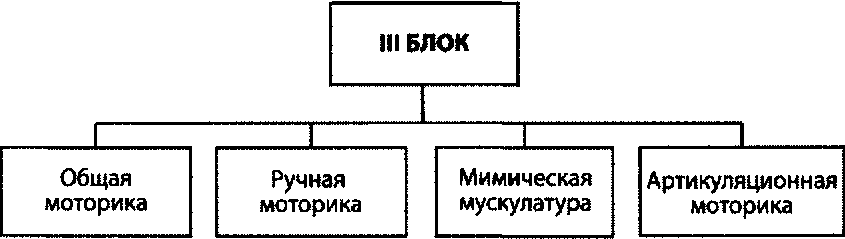 III БЛОК
Общая
моторика
Ручная
моторика
Мимическая
мускулатура
Артикуляционная
моторика